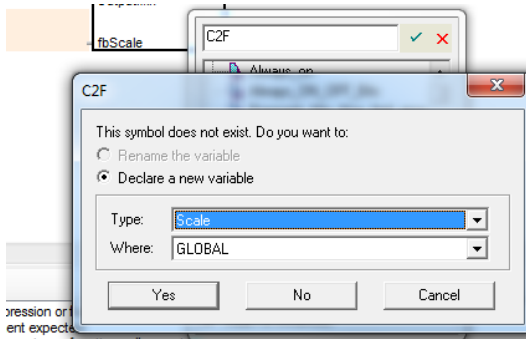 fbScale
C2F
Always_on
C2F
This symbol does not exist. Do you want to:
Rename the variable
Declare a new variable
Type: Scale
Where: GLOBAL
Yes No Cancel
pression or
ent expecte